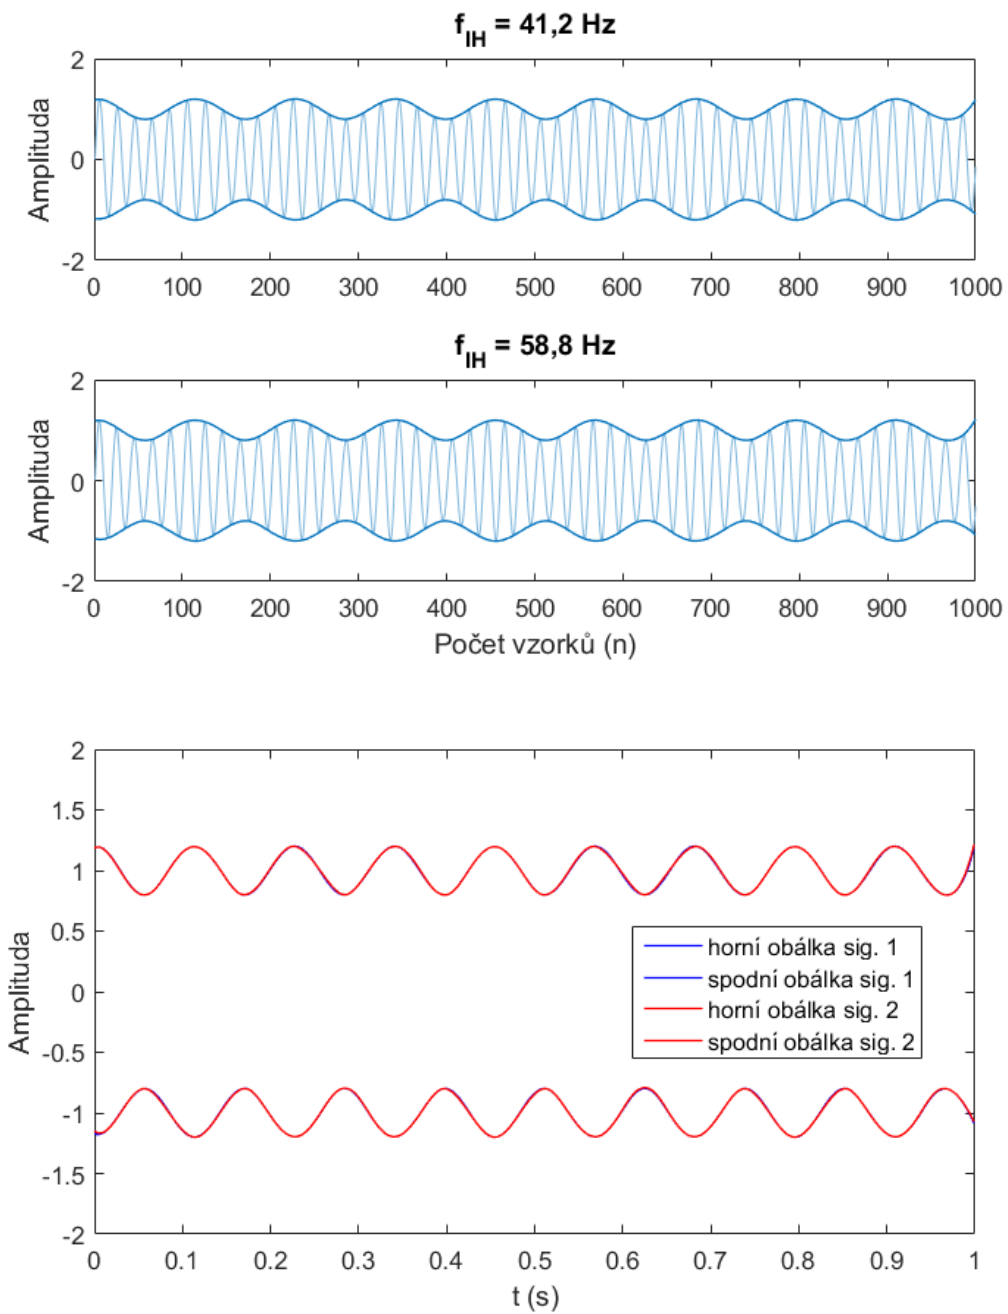 f_IH = 41,2 Hz
2
0
-2
Amplituda
0 100 200 300 400 500 600 700 800 900 1000
f_IH = 58,8 Hz
2
0
-2
Amplituda
0 100 200 300 400 500 600 700 800 900 1000
Počet vzorků (n)
2
1.5
1
0.5
0
-0.5
-1
-1.5
-2
Amplituda
horní obálka sig. 1
spodní obálka sig. 1
horní obálka sig. 2
spodní obálka sig. 2
0 0.1 0.2 0.3 0.4 0.5 0.6 0.7 0.8 0.9 1
t (s)